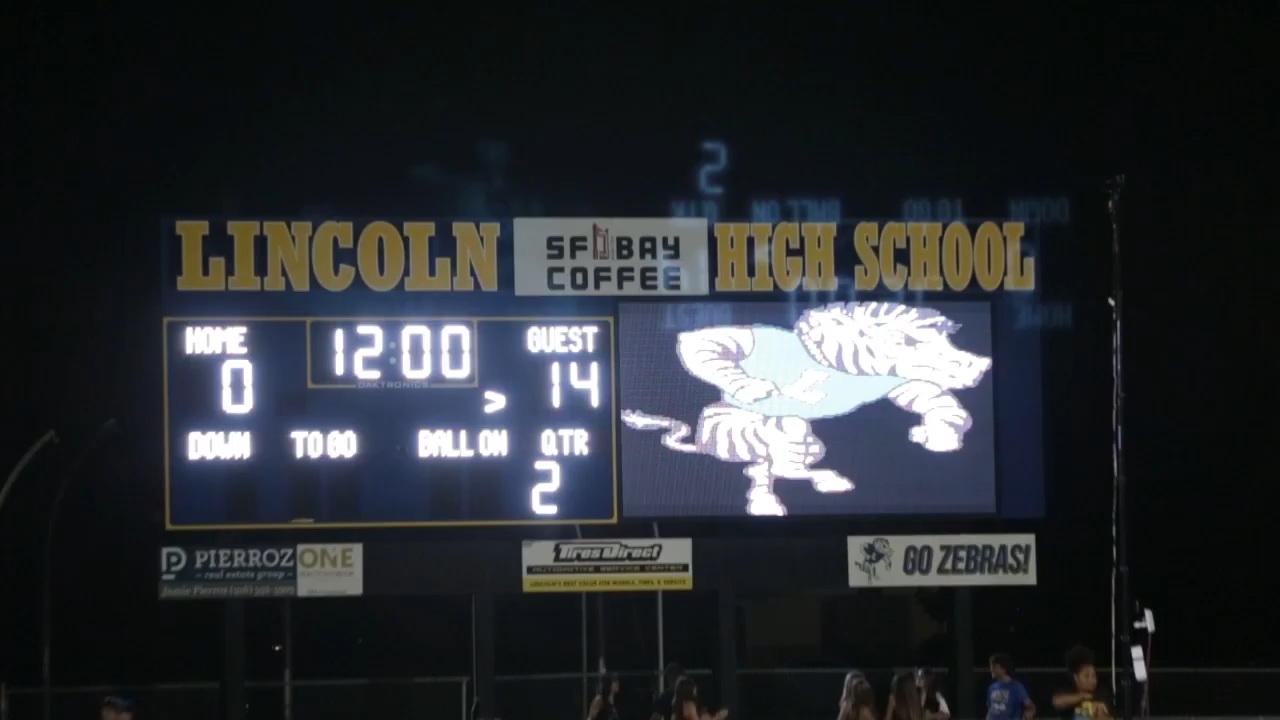 LINCOLN SF BAY COFFEE HIGH SCHOOL
HOME 12:00 GUEST
DAKTRONICS
0 > 14
DOWN TO GO BALL ON QTR
2
PIERROZ
real estate group
ONE
Tires Direct
AUTOMOTIVE SERVICE CENTER
GO ZEBRAS!